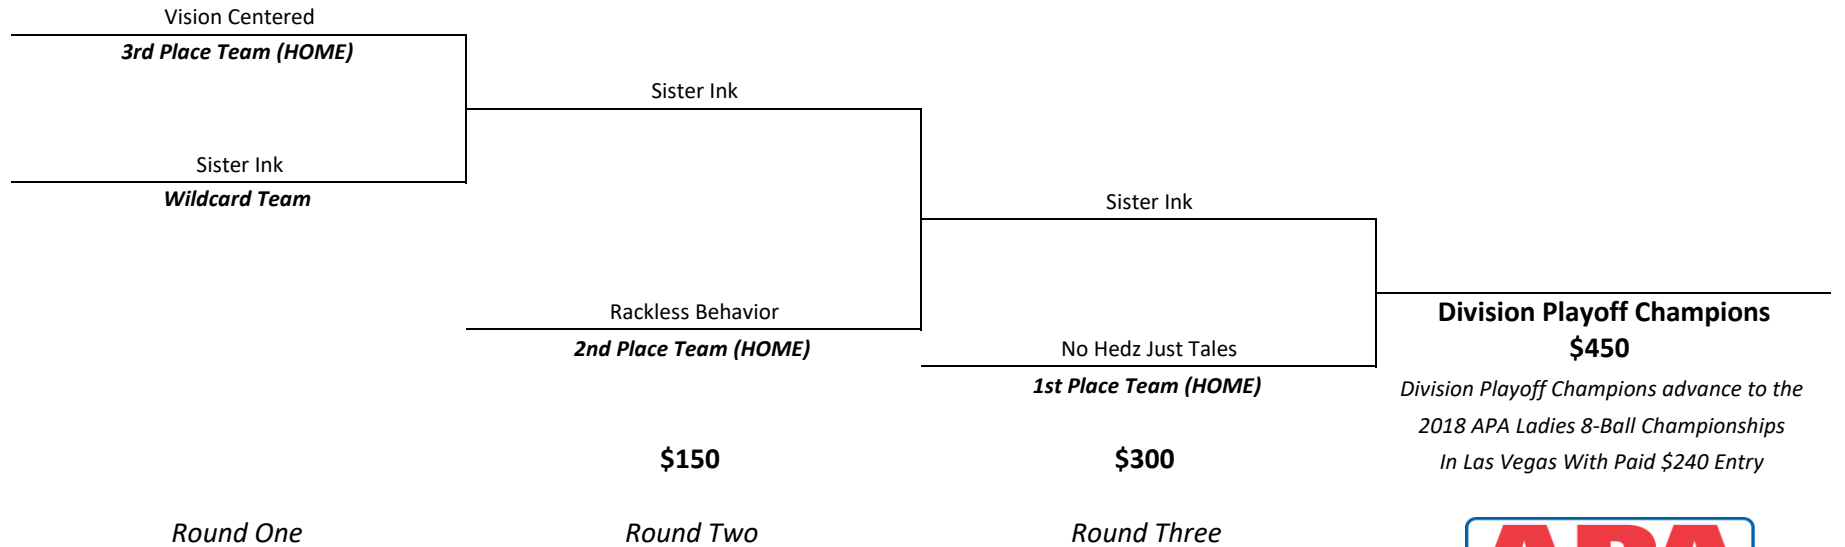 Vision Centered
3rd Place Team (HOME)
Sister Ink
Sister Ink
Wildcard Team
Sister Ink
Rackless Behavior
2nd Place Team (HOME)
No Hedz Just Tales
1st Place Team (HOME)
Division Playoff Champions
$450
Division Playoff Champions advance to the
2018 APA Ladies 8-Ball Championships
In Las Vegas With Paid $240 Entry
$150
$300
Round One
Round Two
Round Three
APA